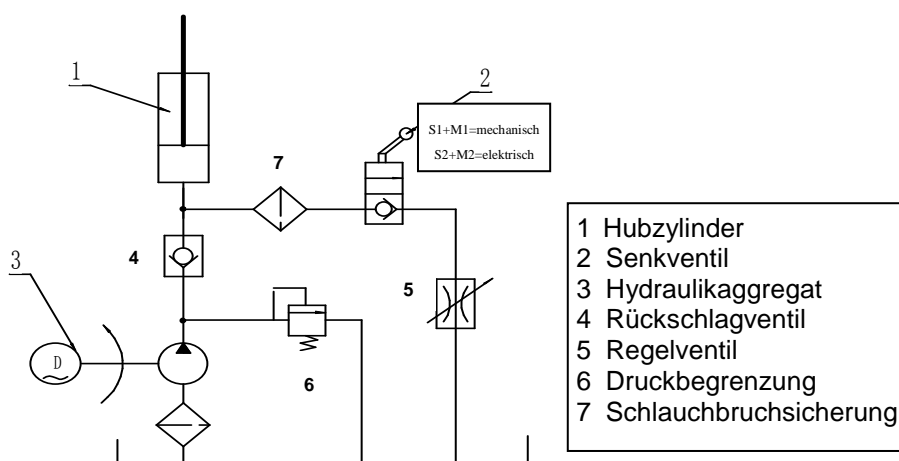 1
2
S1+M1=mechanisch
S2+M2=elektrisch
7
4
3
5
D
6
1 Hubzylinder
2 Senkventil
3 Hydraulikaggregat
4 Rückschlagventil
5 Regelventil
6 Druckbegrenzung
7 Schlauchbruchsicherung